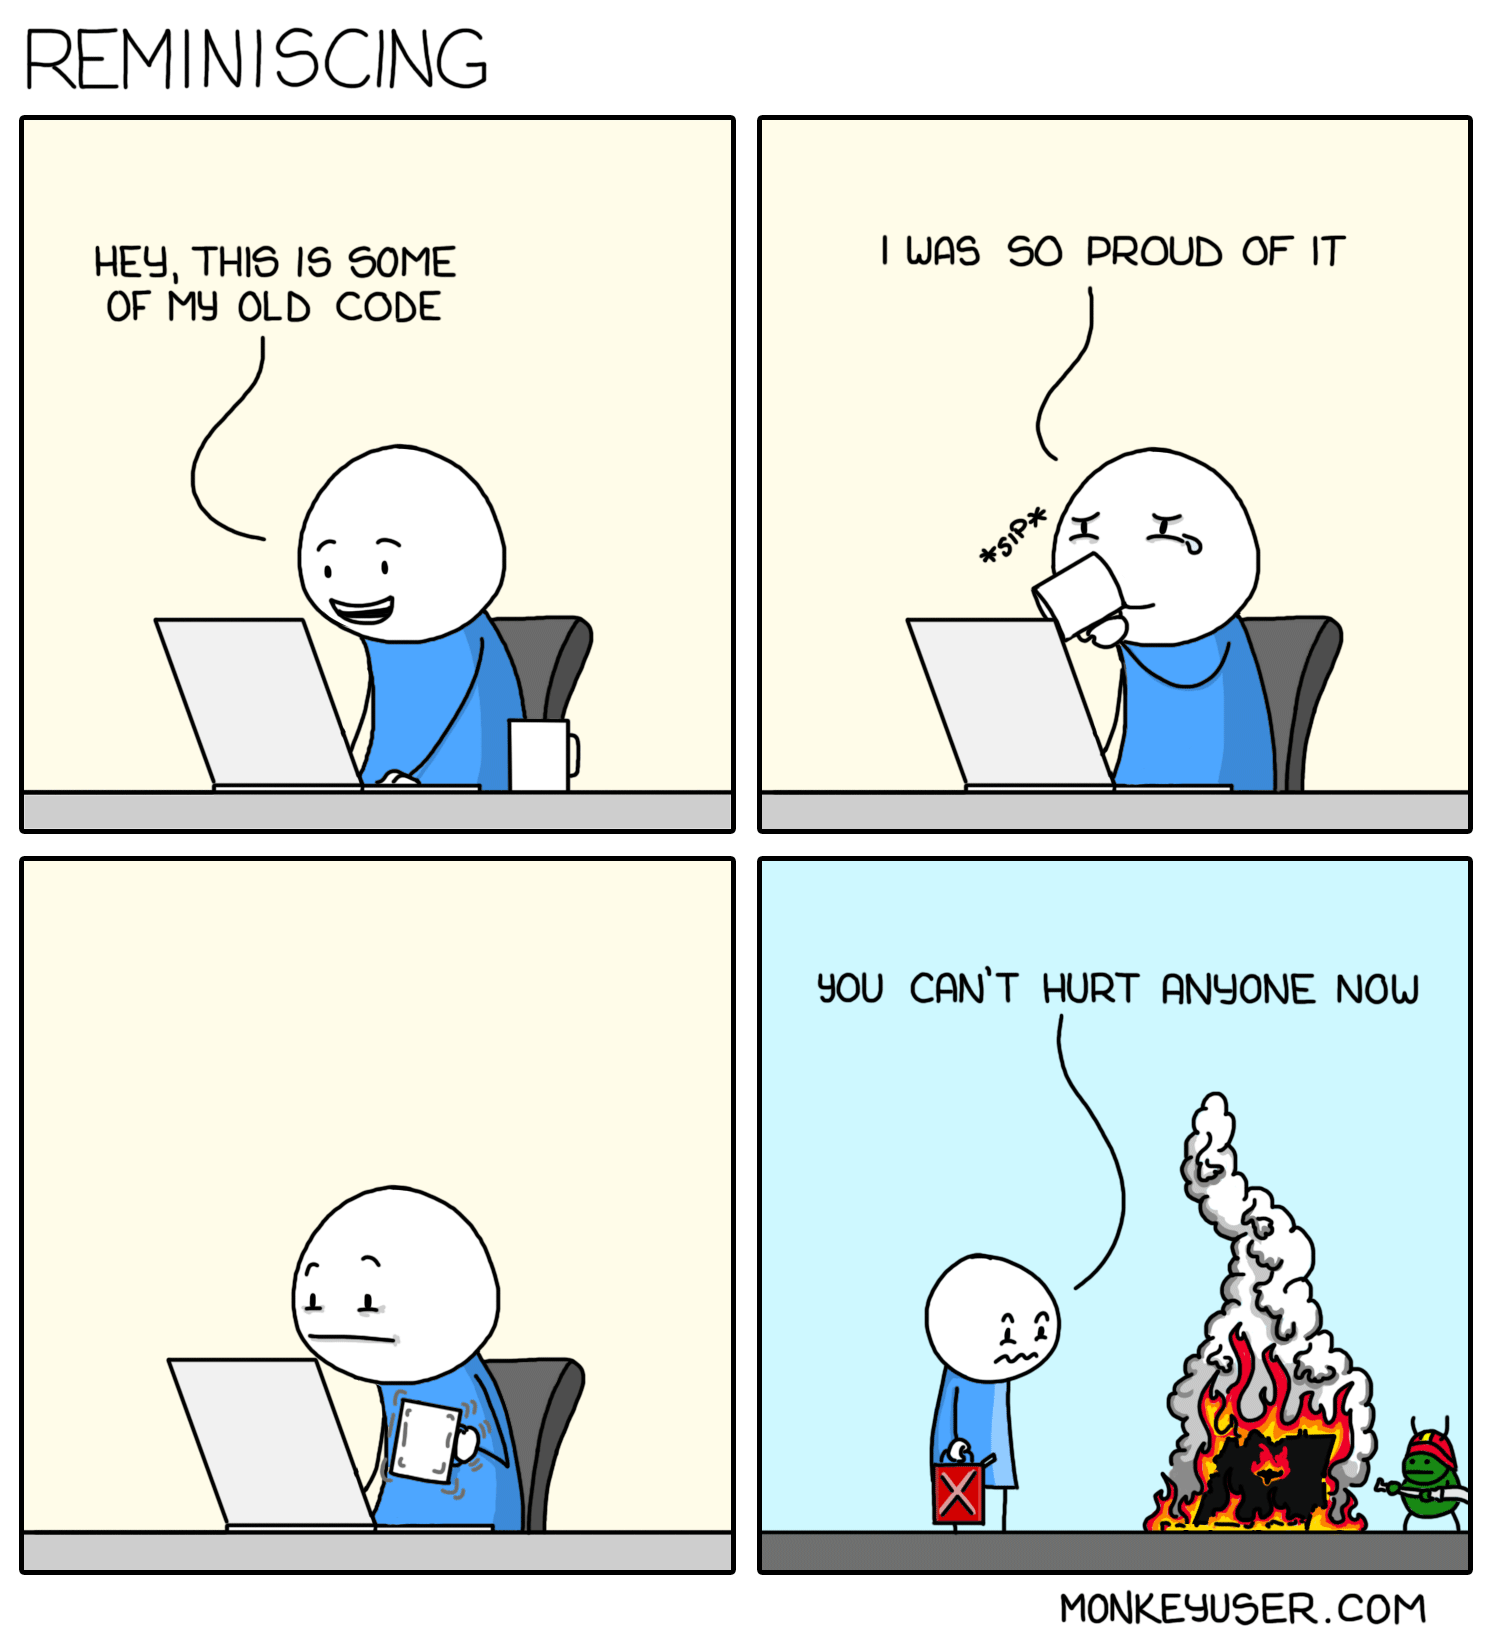 REMINISCING
HEY, THIS IS SOME
OF MY OLD CODE
I WAS SO PROUD OF IT
*SIP*
YOU CAN'T HURT ANYONE NOW
MONKEYUSER.COM